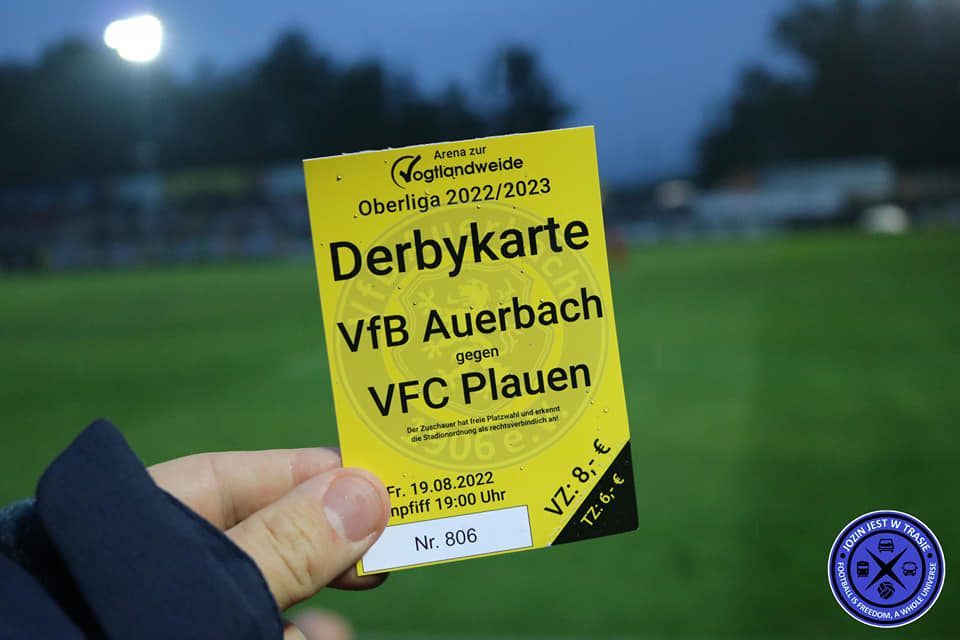 Arena zur
Vogtlandweide
Oberliga 2022/2023
Derbykarte
VfB Auerbach
gegen
VFC Plauen
Der Zuschauer hat freie Platzwahl und erkennt
die Stadionordnung als rechtsverbindlich an!
1906 e.
Fr. 19.08.2022
npfiff 19:00 Uhr
Nr. 806
VZ: 8,- €
TZ: 6,- €
JOZIN JEST W TRASIE
FOOTBALL IS FREEDOM, A WHOLE UNIVERSE